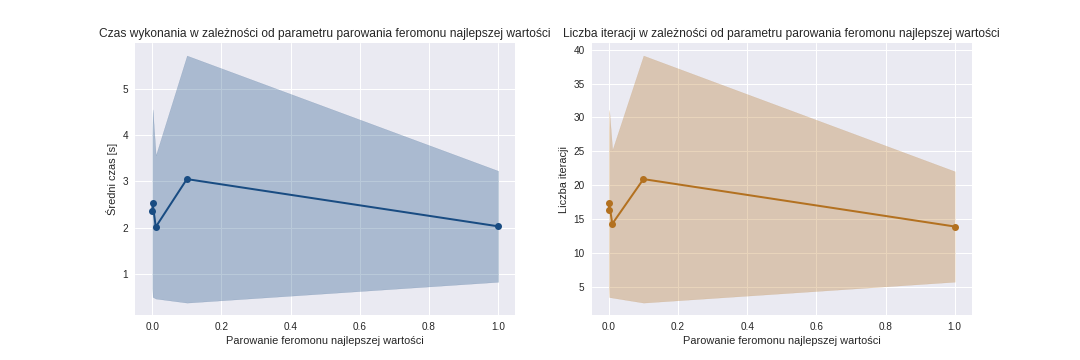 Czas wykonania w zależności od parametru parowania feromonu najlepszej wartości
Średni czas [s]
5
4
3
2
1
0.0 0.2 0.4 0.6 0.8 1.0
Parowanie feromonu najlepszej wartości
Liczba iteracji w zależności od parametru parowania feromonu najlepszej wartości
Liczba iteracji
40
35
30
25
20
15
10
5
0.0 0.2 0.4 0.6 0.8 1.0
Parowanie feromonu najlepszej wartości